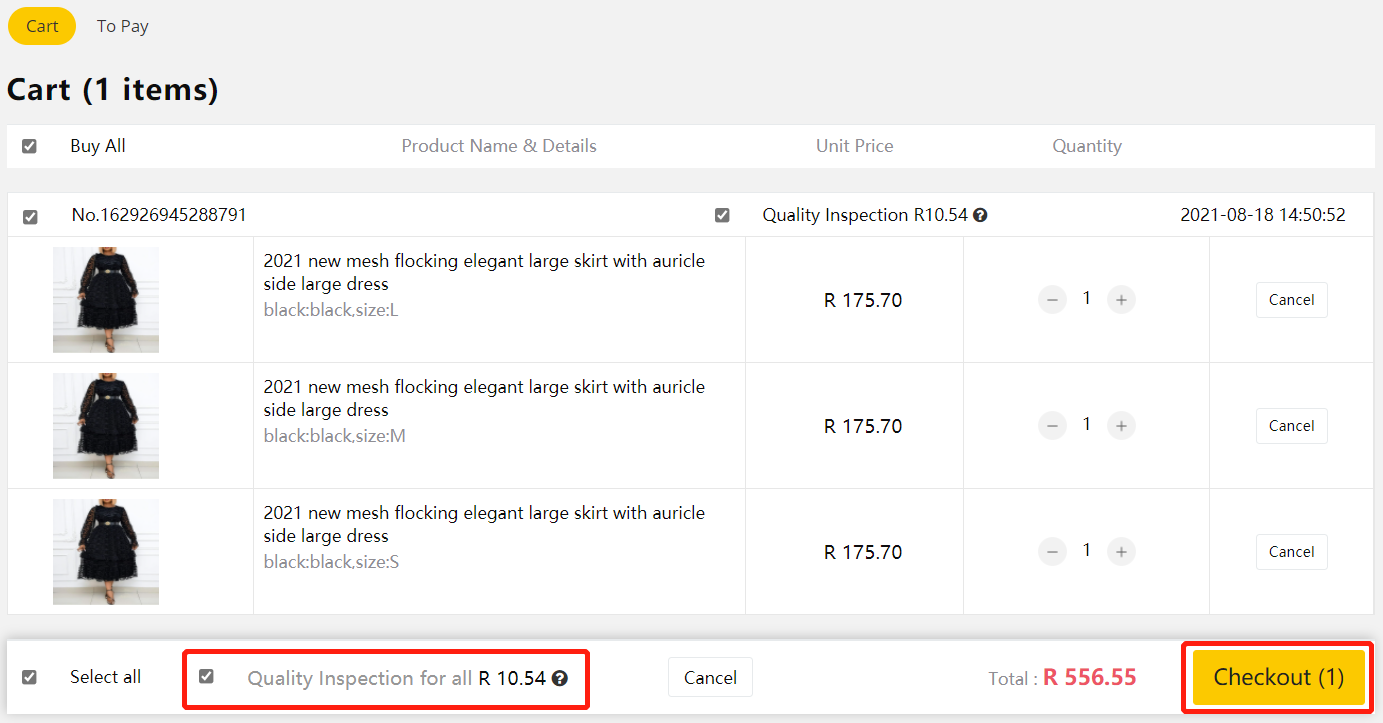 Cart To Pay
Cart (1 items)
Buy All Product Name & Details Unit Price Quantity
No.162926945288791 Quality Inspection R10.54 ? 2021-08-18 14:50:52
2021 new mesh flocking elegant large skirt with auricle
side large dress
black:black,size:L
R 175.70 − 1 + Cancel
2021 new mesh flocking elegant large skirt with auricle
side large dress
black:black,size:M
R 175.70 − 1 + Cancel
2021 new mesh flocking elegant large skirt with auricle
side large dress
black:black,size:S
R 175.70 − 1 + Cancel
Select all Quality Inspection for all R 10.54 ? Cancel Total : R 556.55 Checkout (1)